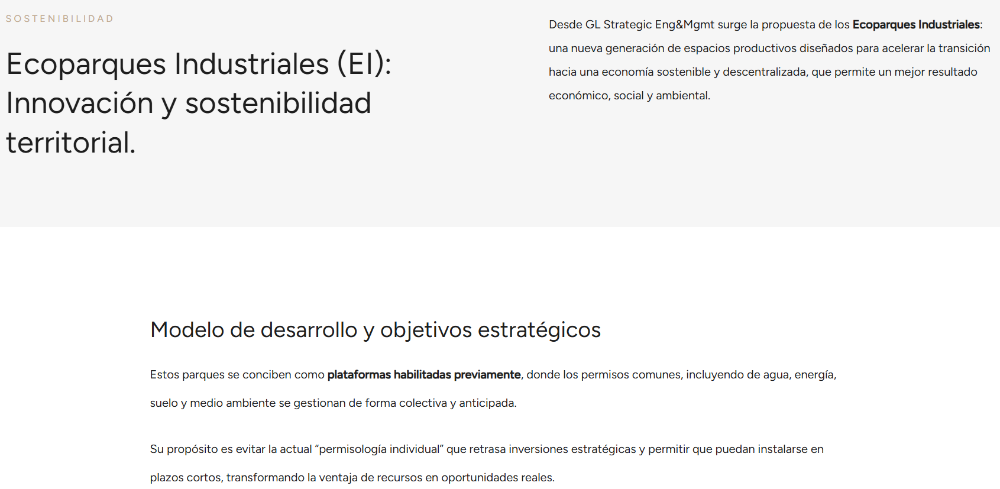 SOSTENIBILIDAD
Ecoparques Industriales (EI):
Innovación y sostenibilidad
territorial.
Desde GL Strategic Eng&Mgmt surge la propuesta de los Ecoparques Industriales:
una nueva generación de espacios productivos diseñados para acelerar la transición
hacia una economía sostenible y descentralizada, que permite un mejor resultado
económico, social y ambiental.
Modelo de desarrollo y objetivos estratégicos
Estos parques se conciben como plataformas habilitadas previamente, donde los permisos comunes, incluyendo de agua, energía,
suelo y medio ambiente se gestionan de forma colectiva y anticipada.
Su propósito es evitar la actual “permisología individual” que retrasa inversiones estratégicas y permitir que puedan instalarse en
plazos cortos, transformando la ventaja de recursos en oportunidades reales.